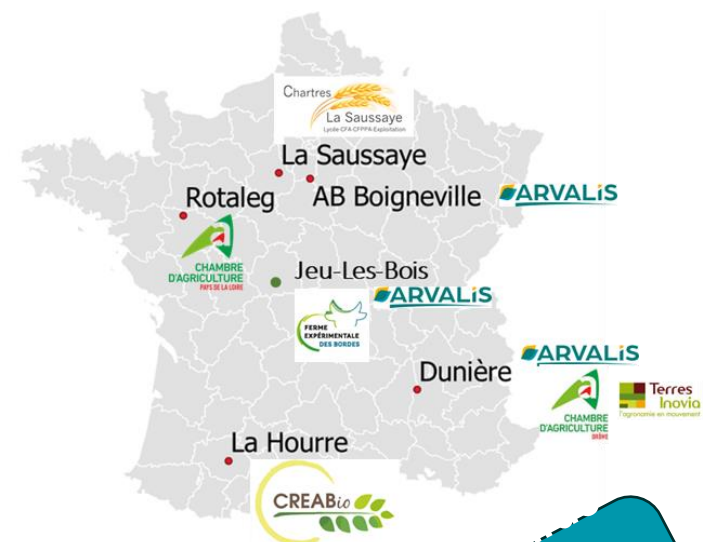 Chartres
La Saussaye
Lycée-CFA-CFPPA-Exploitation
La Saussaye
Rotaleg
AB Boigneville
ARVALIS
CHAMBRE
D'AGRICULTURE
PAYS DE LA LOIRE
Jeu-Les-Bois
ARVALIS
FERME
EXPÉRIMENTALE
DES BORDES
ARVALIS
Dunière
CHAMBRE
D'AGRICULTURE
DRÔME
Terres
Inovia
l'agronomie en mouvement
La Hourre
CREABio